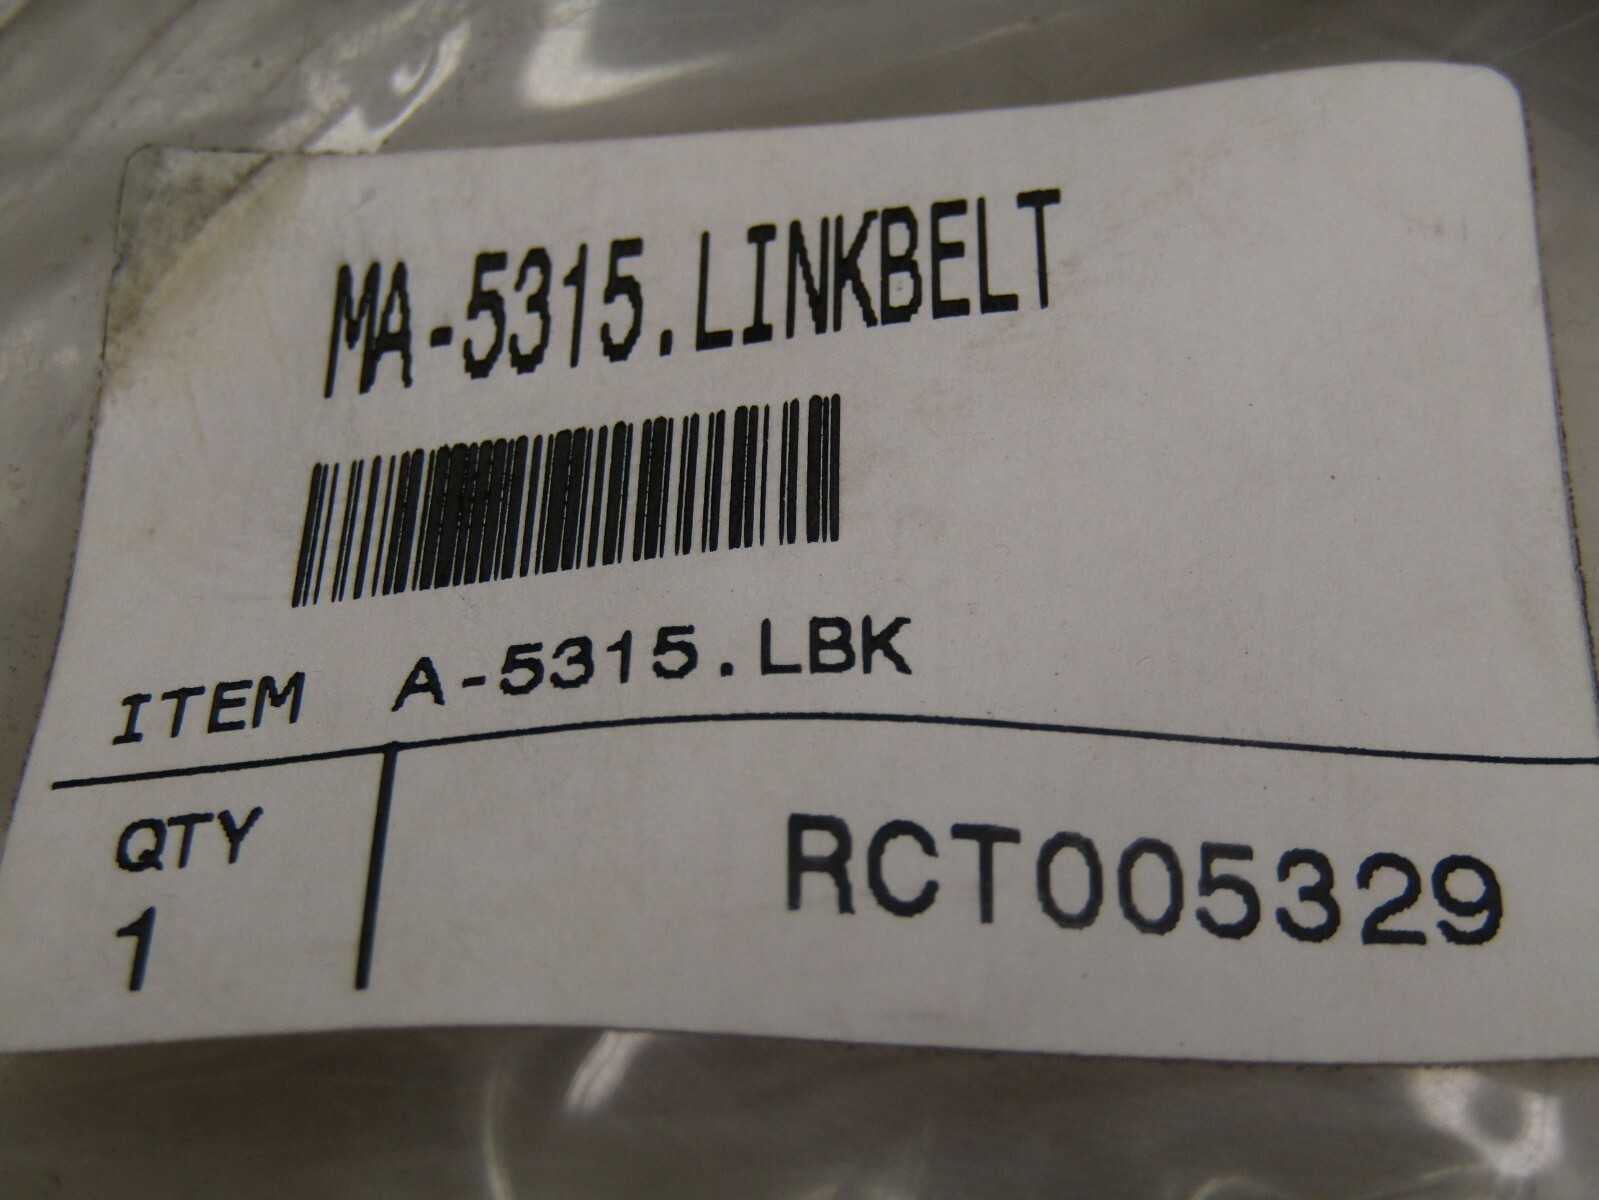 MA-5315.LINKBELT
ITEM A-5315.LBK
QTY
1
RCT005329